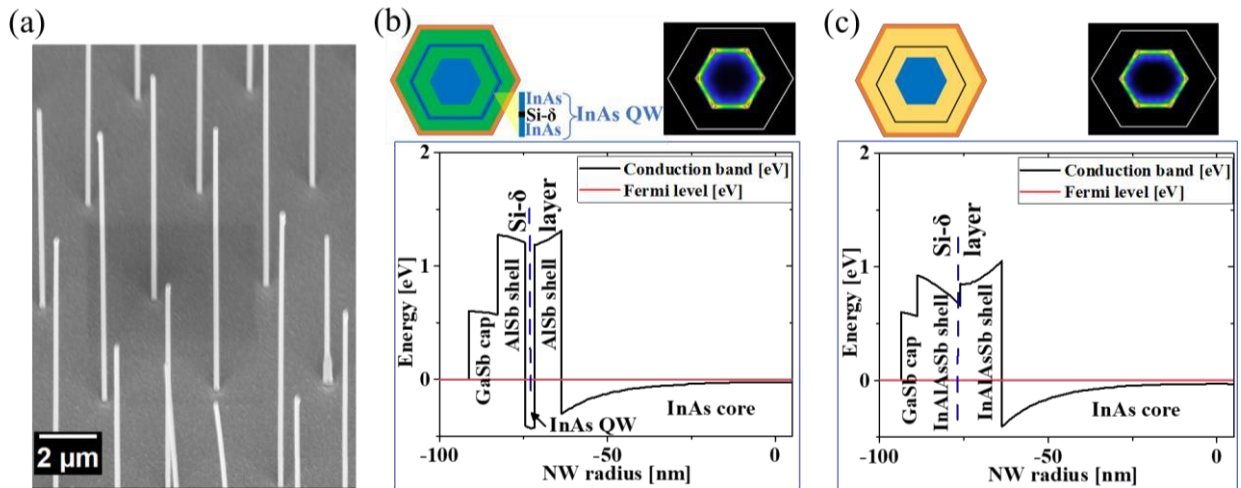 (a)
2 μm
(b)
InAs
Si-δ
InAs
InAs QW
2
1
0
-100
-50
0
Energy [eV]
NW radius [nm]
Conduction band [eV]
Fermi level [eV]
Si-δ
layer
GaSb cap
AlSb shell
AlSb shell
InAs QW
InAs core
(c)
2
1
0
-100
-50
0
Energy [eV]
NW radius [nm]
Conduction band [eV]
Fermi level [eV]
Si-δ
layer
GaSb cap
InAlAsSb shell
InAlAsSb shell
InAs core